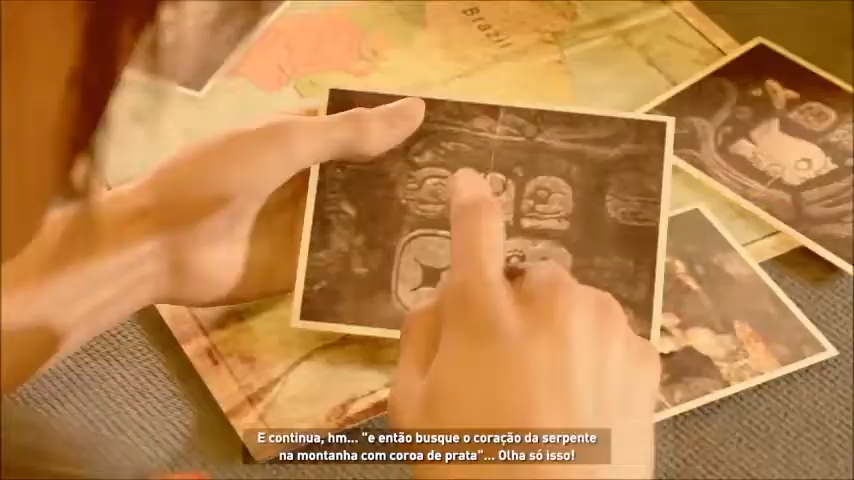 Brazil
E continua, hm... "e então busque o coração da serpente
na montanha com coroa de prata"... Olha só isso!